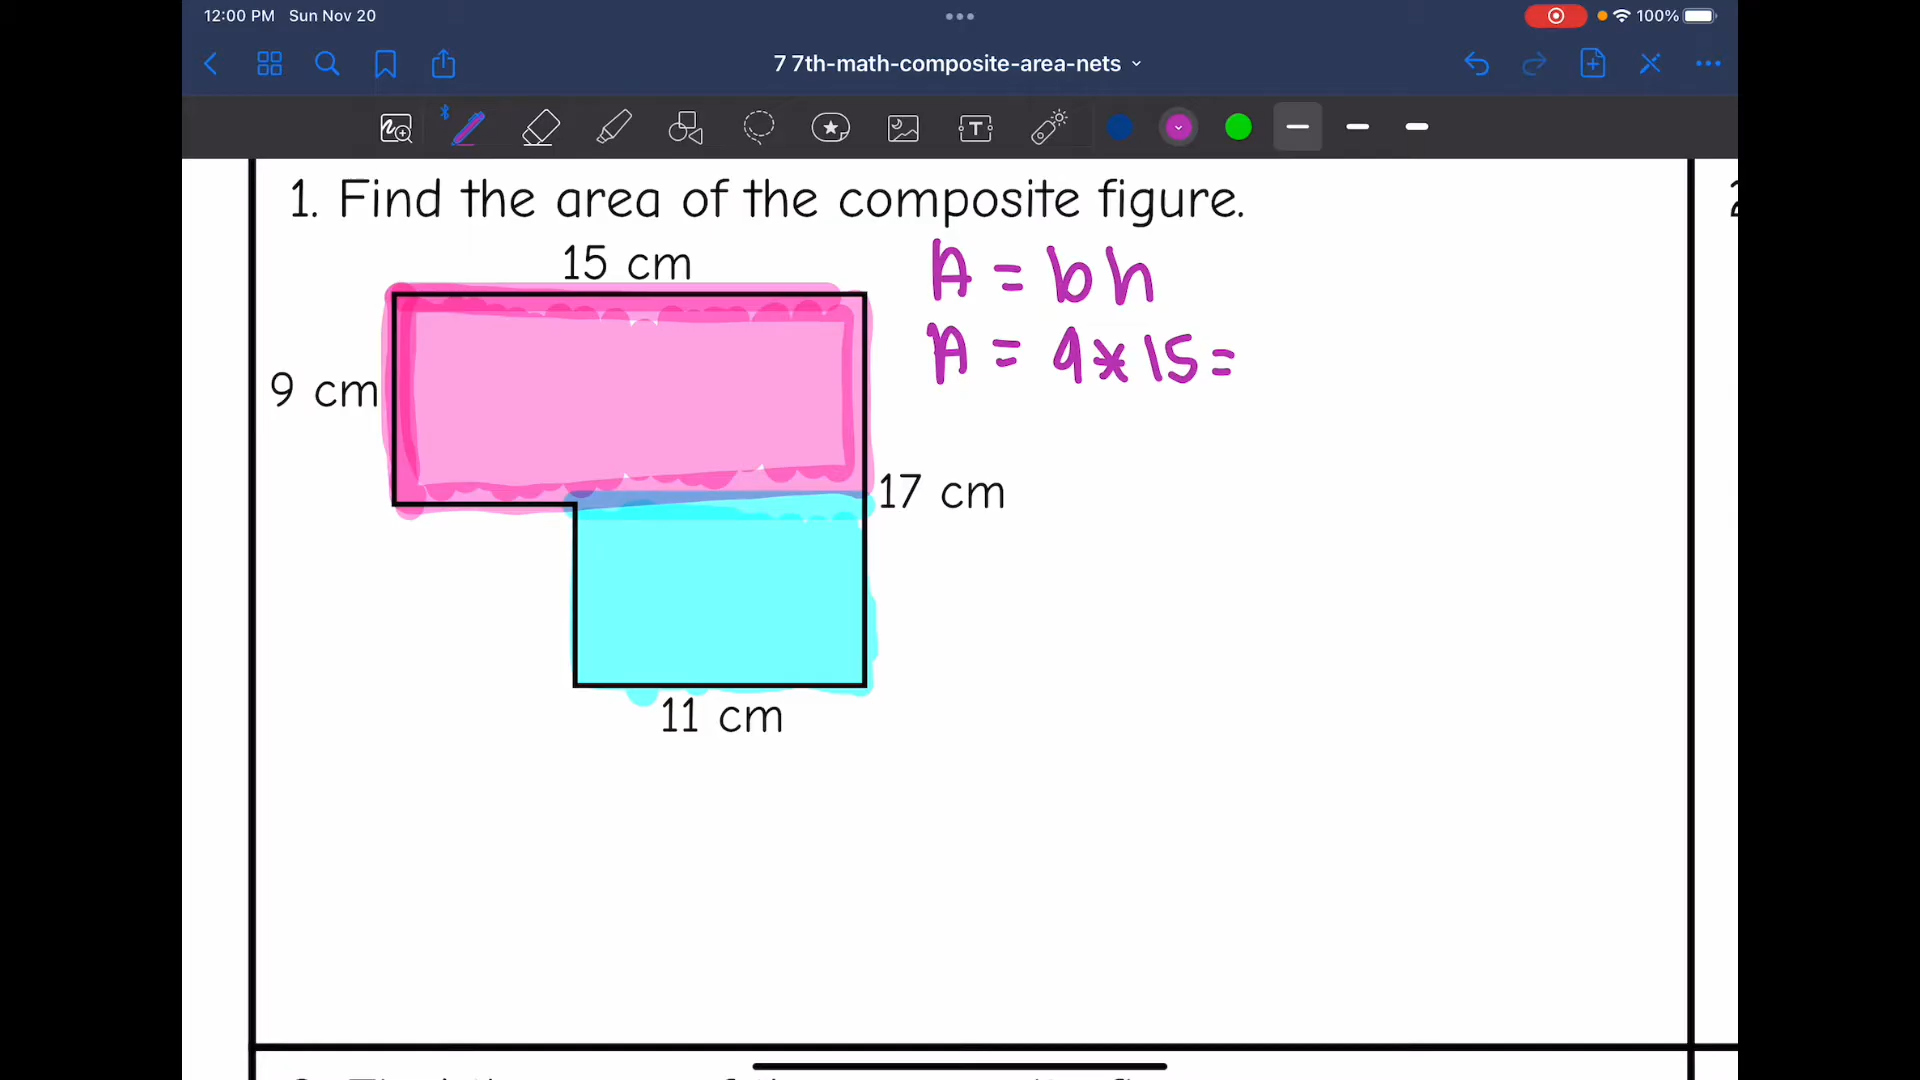 12:00 PM Sun Nov 20
100%
7 7th-math-composite-area-nets
1. Find the area of the composite figure.
15 cm
A = bh
A = 9*15=
9 cm
17 cm
11 cm